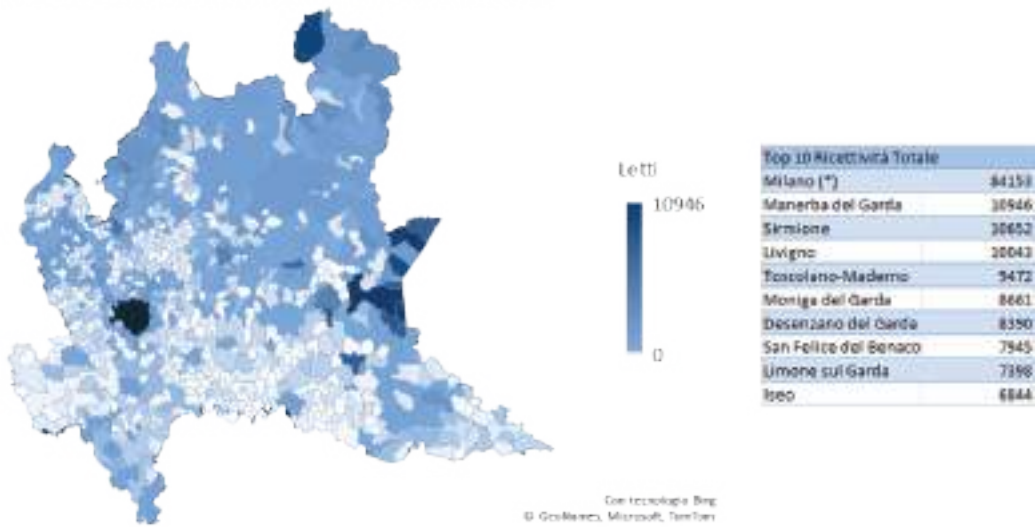 Letti
10946
0
Top 10 Ricettività Totale
Milano (*) 84153
Manerba del Garda 10946
Sirmione 10652
Livigno 10043
Toscolano-Maderno 9472
Moniga del Garda 8661
Desenzano del Garda 8390
San Felice del Benaco 7945
Limone sul Garda 7398
Iseo 6844
Con tecnologia Bing
© GeoNames, Microsoft, TomTom